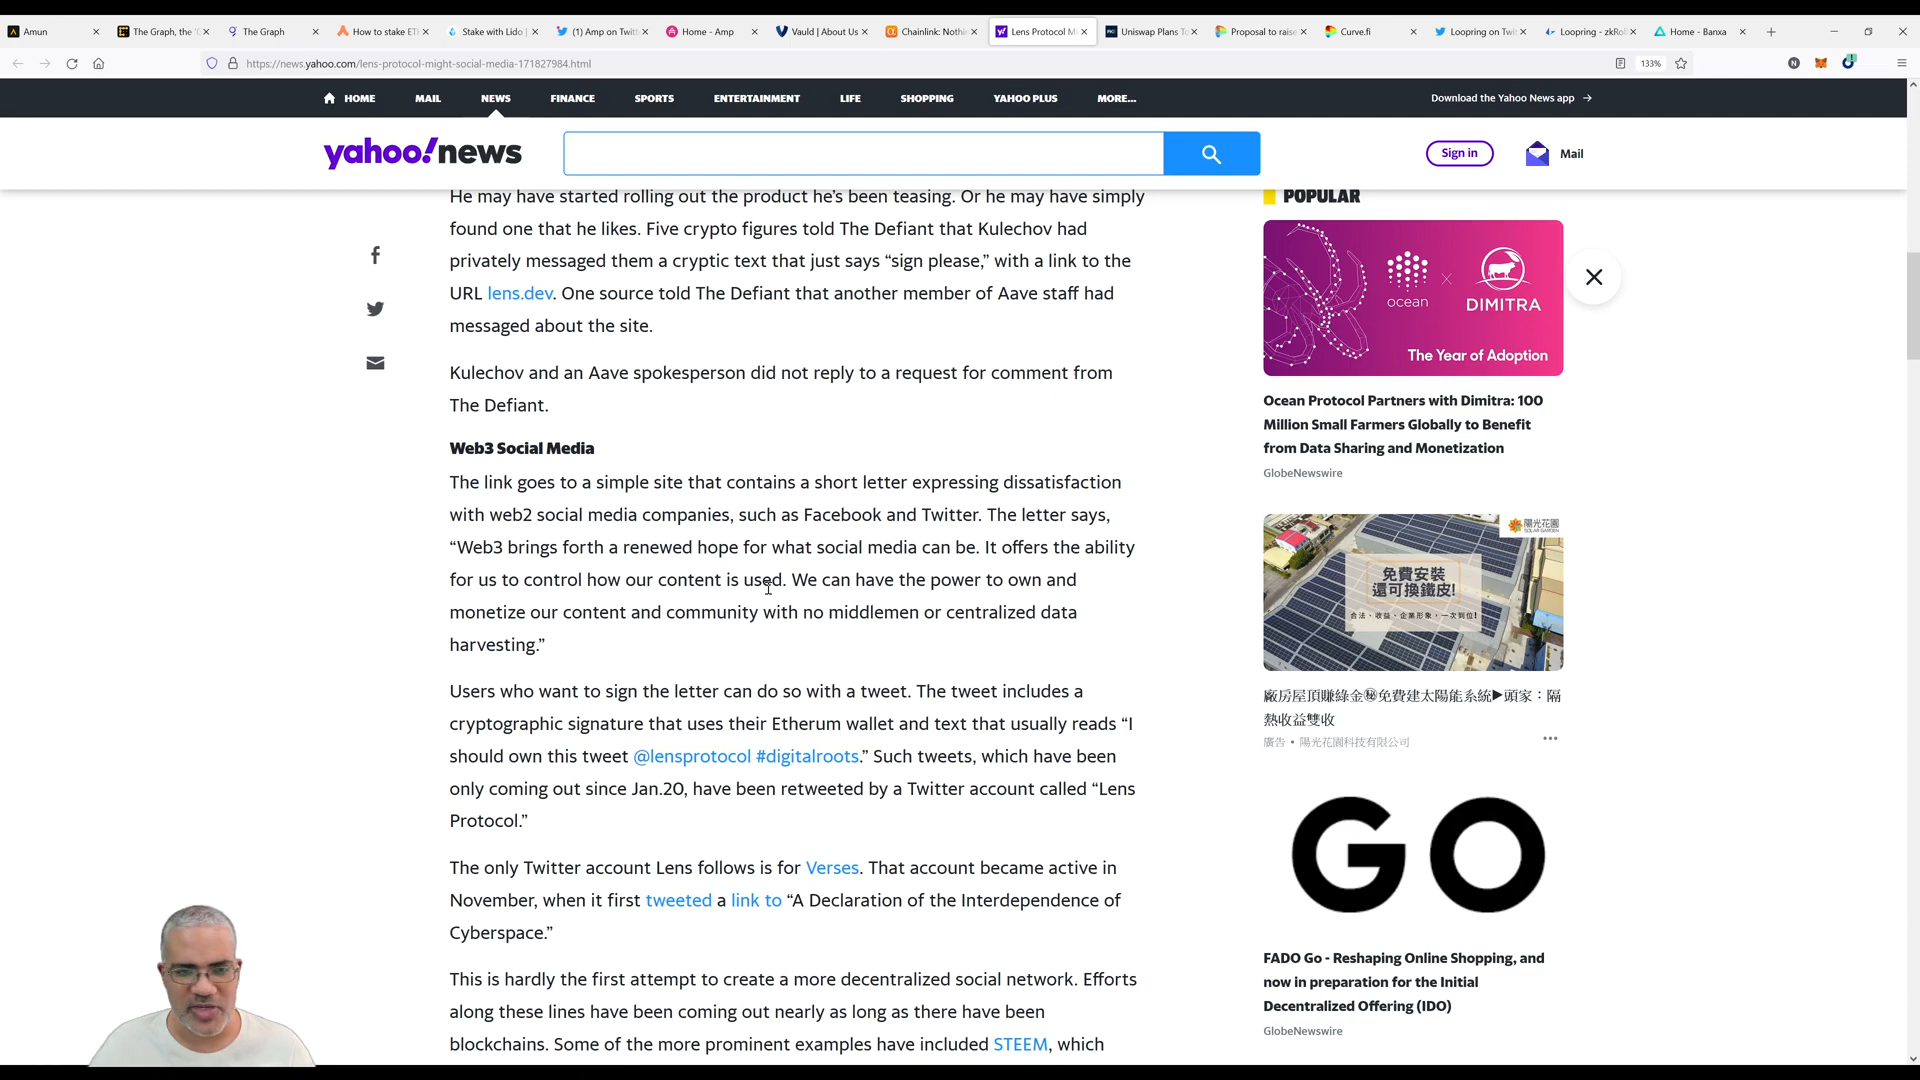 Amun
The Graph, the 'G
The Graph
How to stake ET
Stake with Lido |
(1) Amp on Twitt
Home - Amp
Vauld | About Us
Chainlink: Nothi
Lens Protocol M
Uniswap Plans To
Proposal to raise
Curve.fi
Loopring on Twi
Loopring - zkRol
Home - Banxa
https://news.yahoo.com/lens-protocol-might-social-media-171827984.html
133%
HOME
MAIL
NEWS
FINANCE
SPORTS
ENTERTAINMENT
LIFE
SHOPPING
YAHOO PLUS
MORE...
Download the Yahoo News app →
yahoo!news
Sign in
Mail
He may have started rolling out the product he's been teasing. Or he may have simply
found one that he likes. Five crypto figures told The Defiant that Kulechov had
privately messaged them a cryptic text that just says “sign please,” with a link to the
URL lens.dev. One source told The Defiant that another member of Aave staff had
messaged about the site.
Kulechov and an Aave spokesperson did not reply to a request for comment from
The Defiant.
Web3 Social Media
The link goes to a simple site that contains a short letter expressing dissatisfaction
with web2 social media companies, such as Facebook and Twitter. The letter says,
“Web3 brings forth a renewed hope for what social media can be. It offers the ability
for us to control how our content is used. We can have the power to own and
monetize our content and community with no middlemen or centralized data
harvesting.”
Users who want to sign the letter can do so with a tweet. The tweet includes a
cryptographic signature that uses their Etherum wallet and text that usually reads “I
should own this tweet @lensprotocol #digitalroots.” Such tweets, which have been
only coming out since Jan.20, have been retweeted by a Twitter account called “Lens
Protocol.”
The only Twitter account Lens follows is for Verses. That account became active in
November, when it first tweeted a link to “A Declaration of the Interdependence of
Cyberspace.”
This is hardly the first attempt to create a more decentralized social network. Efforts
along these lines have been coming out nearly as long as there have been
blockchains. Some of the more prominent examples have included STEEM, which
POPULAR
ocean
DIMITRA
The Year of Adoption
Ocean Protocol Partners with Dimitra: 100
Million Small Farmers Globally to Benefit
from Data Sharing and Monetization
GlobeNewswire
陽光花園
SOLAR GARDEN
免費安裝
還可換鐵皮!
合法、收益、企業形象，一次到位!
廠房屋頂賺綠金㊙免費建太陽能系統▶頭家：隔
熱收益雙收
廣告 • 陽光花園科技有限公司
GO
FADO Go - Reshaping Online Shopping, and
now in preparation for the Initial
Decentralized Offering (IDO)
GlobeNewswire